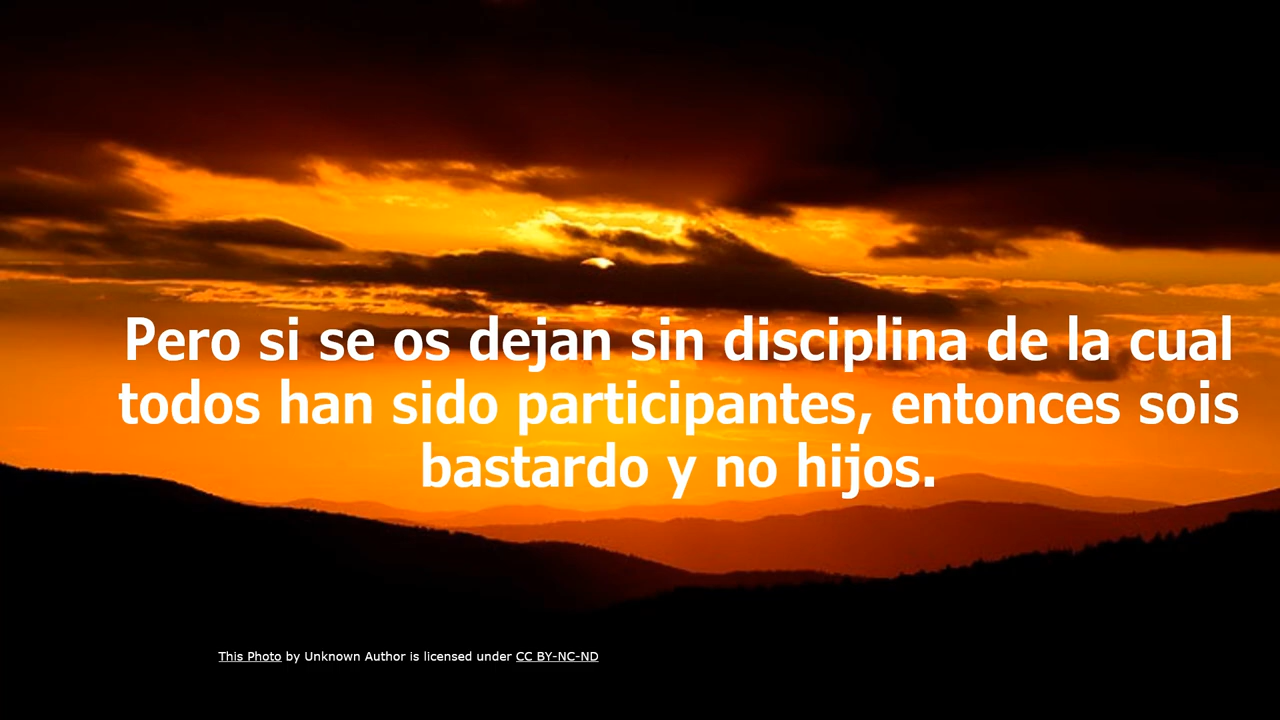 Pero si se os dejan sin disciplina de la cual
todos han sido participantes, entonces sois
bastardo y no hijos.
This Photo by Unknown Author is licensed under CC BY-NC-ND